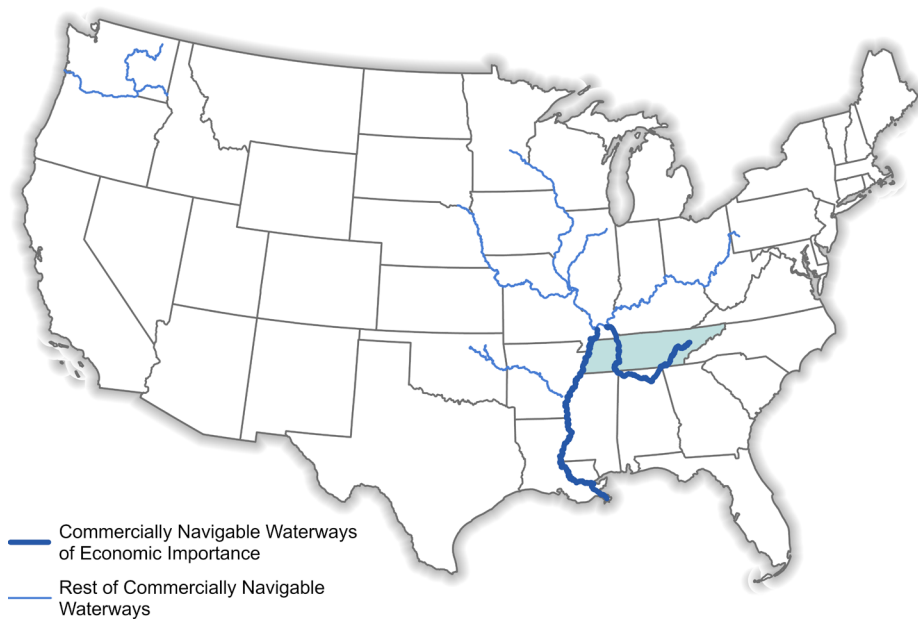 Commercially Navigable Waterways
of Economic Importance
Rest of Commercially Navigable
Waterways